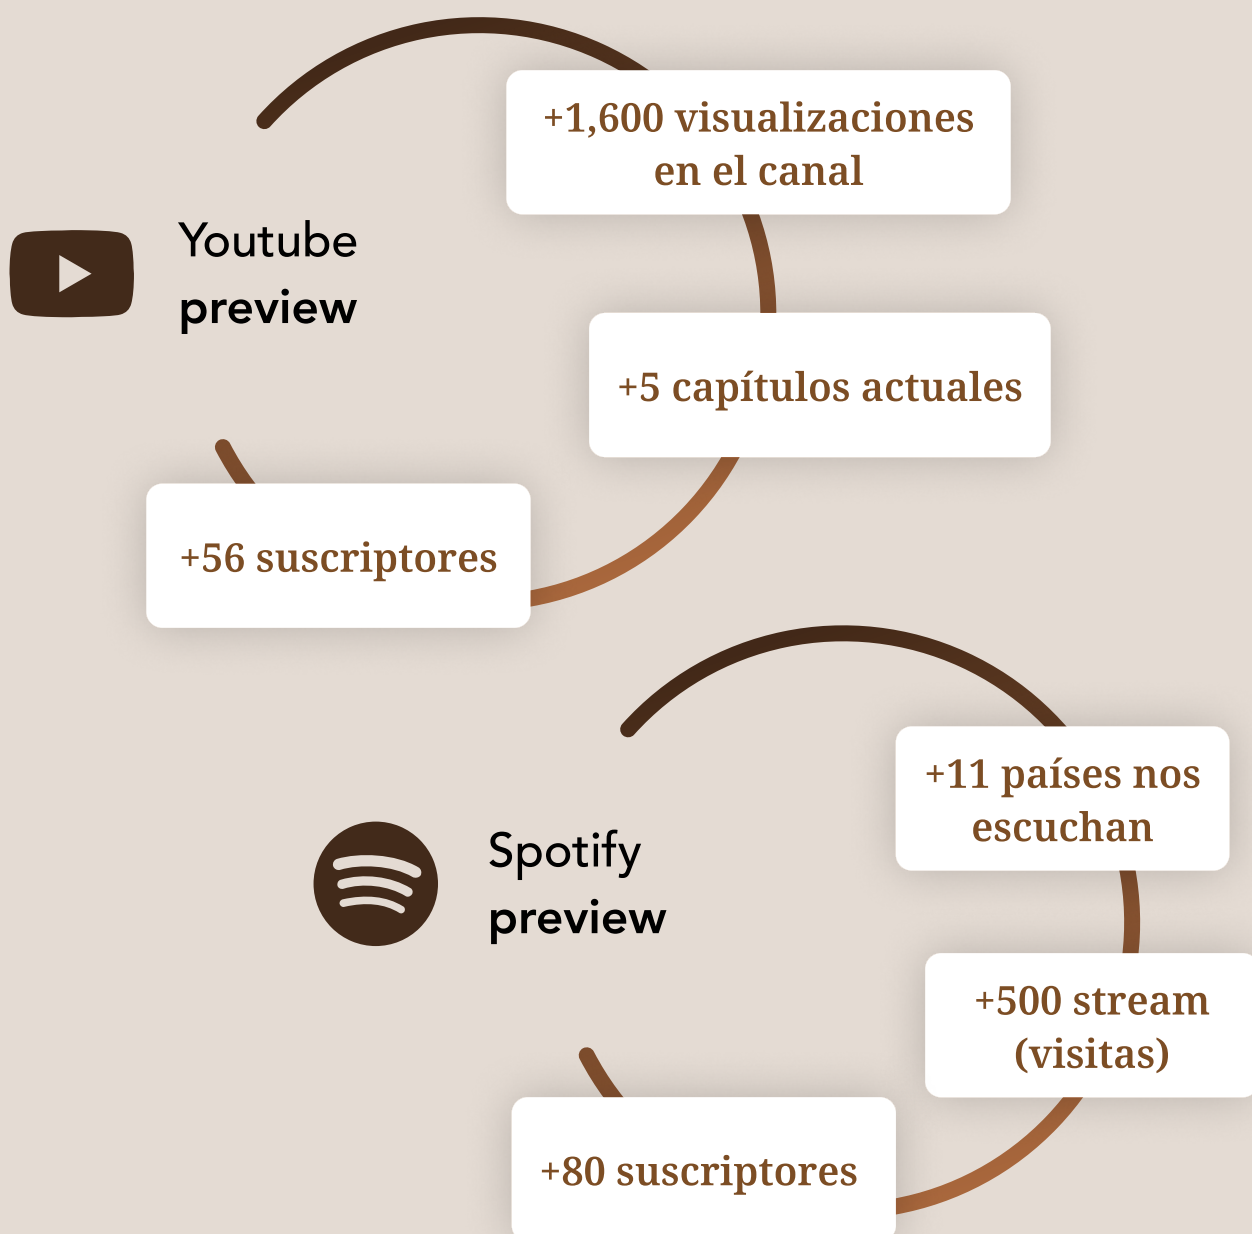 +1,600 visualizaciones
en el canal
Youtube
preview
+5 capítulos actuales
+56 suscriptores
+11 países nos
escuchan
Spotify
preview
+500 stream
(visitas)
+80 suscriptores